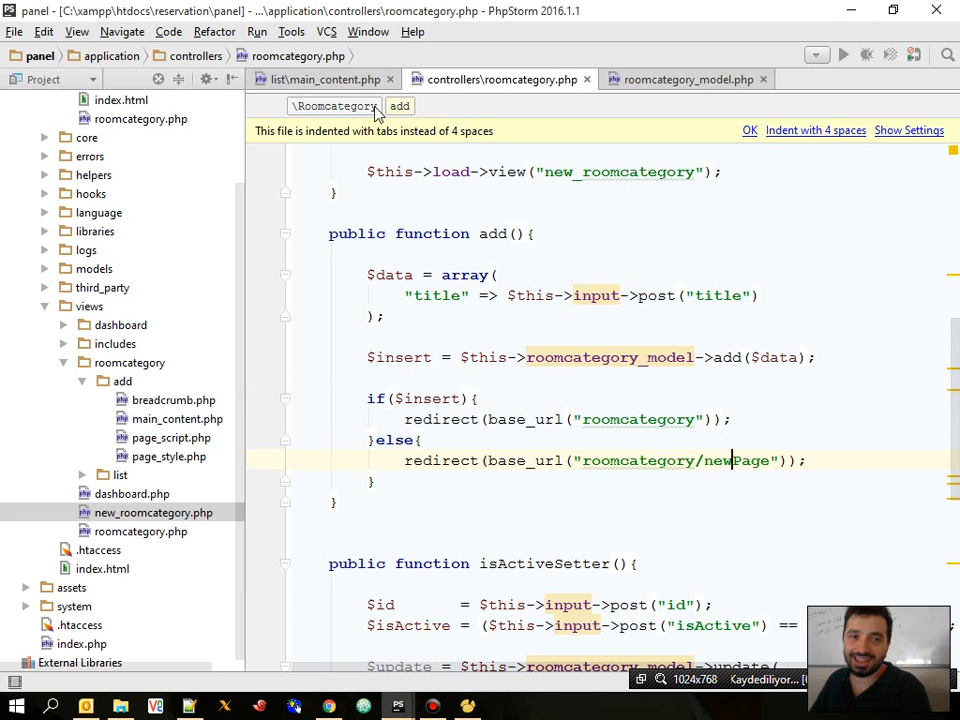 panel - [C:\xampp\htdocs\reservation\panel] - ...\application\controllers\roomcategory.php - PhpStorm 2016.1.1
File Edit View Navigate Code Refactor Run Tools VCS Window Help
panel application controllers roomcategory.php
Project list\main_content.php controllers\roomcategory.php roomcategory_model.php
\Roomcategory add
This file is indented with tabs instead of 4 spaces OK Indent with 4 spaces Show Settings
index.html
roomcategory.php
core
errors
helpers
hooks
language
libraries
logs
models
third_party
views
dashboard
includes
roomcategory
add
breadcrumb.php
main_content.php
page_script.php
page_style.php
list
dashboard.php
new_roomcategory.php
roomcategory.php
.htaccess
index.html
assets
system
.htaccess
index.php
External Libraries
$this->load->view("new_roomcategory");
}
public function add(){
$data = array(
"title" => $this->input->post("title")
);
$insert = $this->roomcategory_model->add($data);
if($insert){
redirect(base_url("roomcategory"));
}else{
redirect(base_url("roomcategory/newPage"));
}
}
public function isActiveSetter(){
$id = $this->input->post("id");
$isActive = ($this->input->post("isActive") ==
$update = $this->roomcategory_model->update(
1024x768 Kaydediliyor...
PS